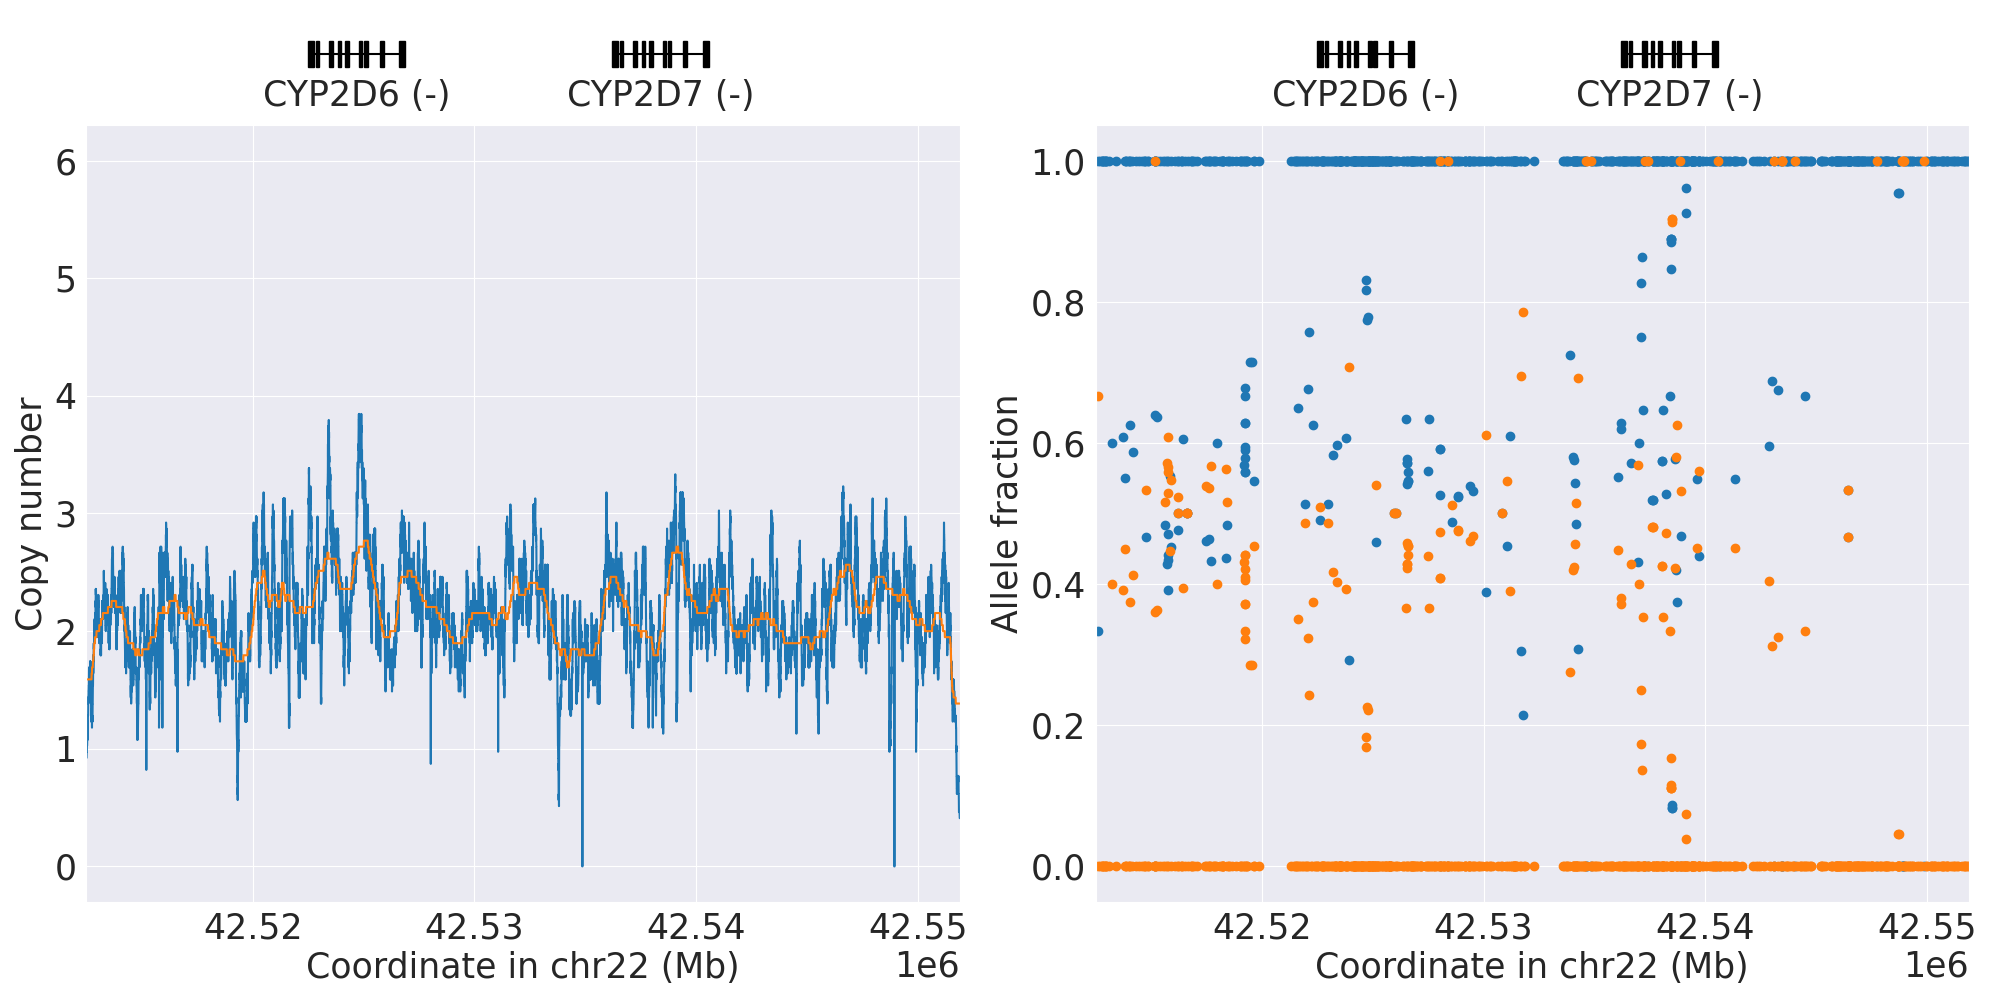 CYP2D6 (-) CYP2D7 (-)
6
5
4
3
2
1
0
Copy number
42.52 42.53 42.54 42.55
Coordinate in chr22 (Mb) 1e6
CYP2D6 (-) CYP2D7 (-)
1.0
0.8
0.6
0.4
0.2
0.0
Allele fraction
42.52 42.53 42.54 42.55
Coordinate in chr22 (Mb) 1e6